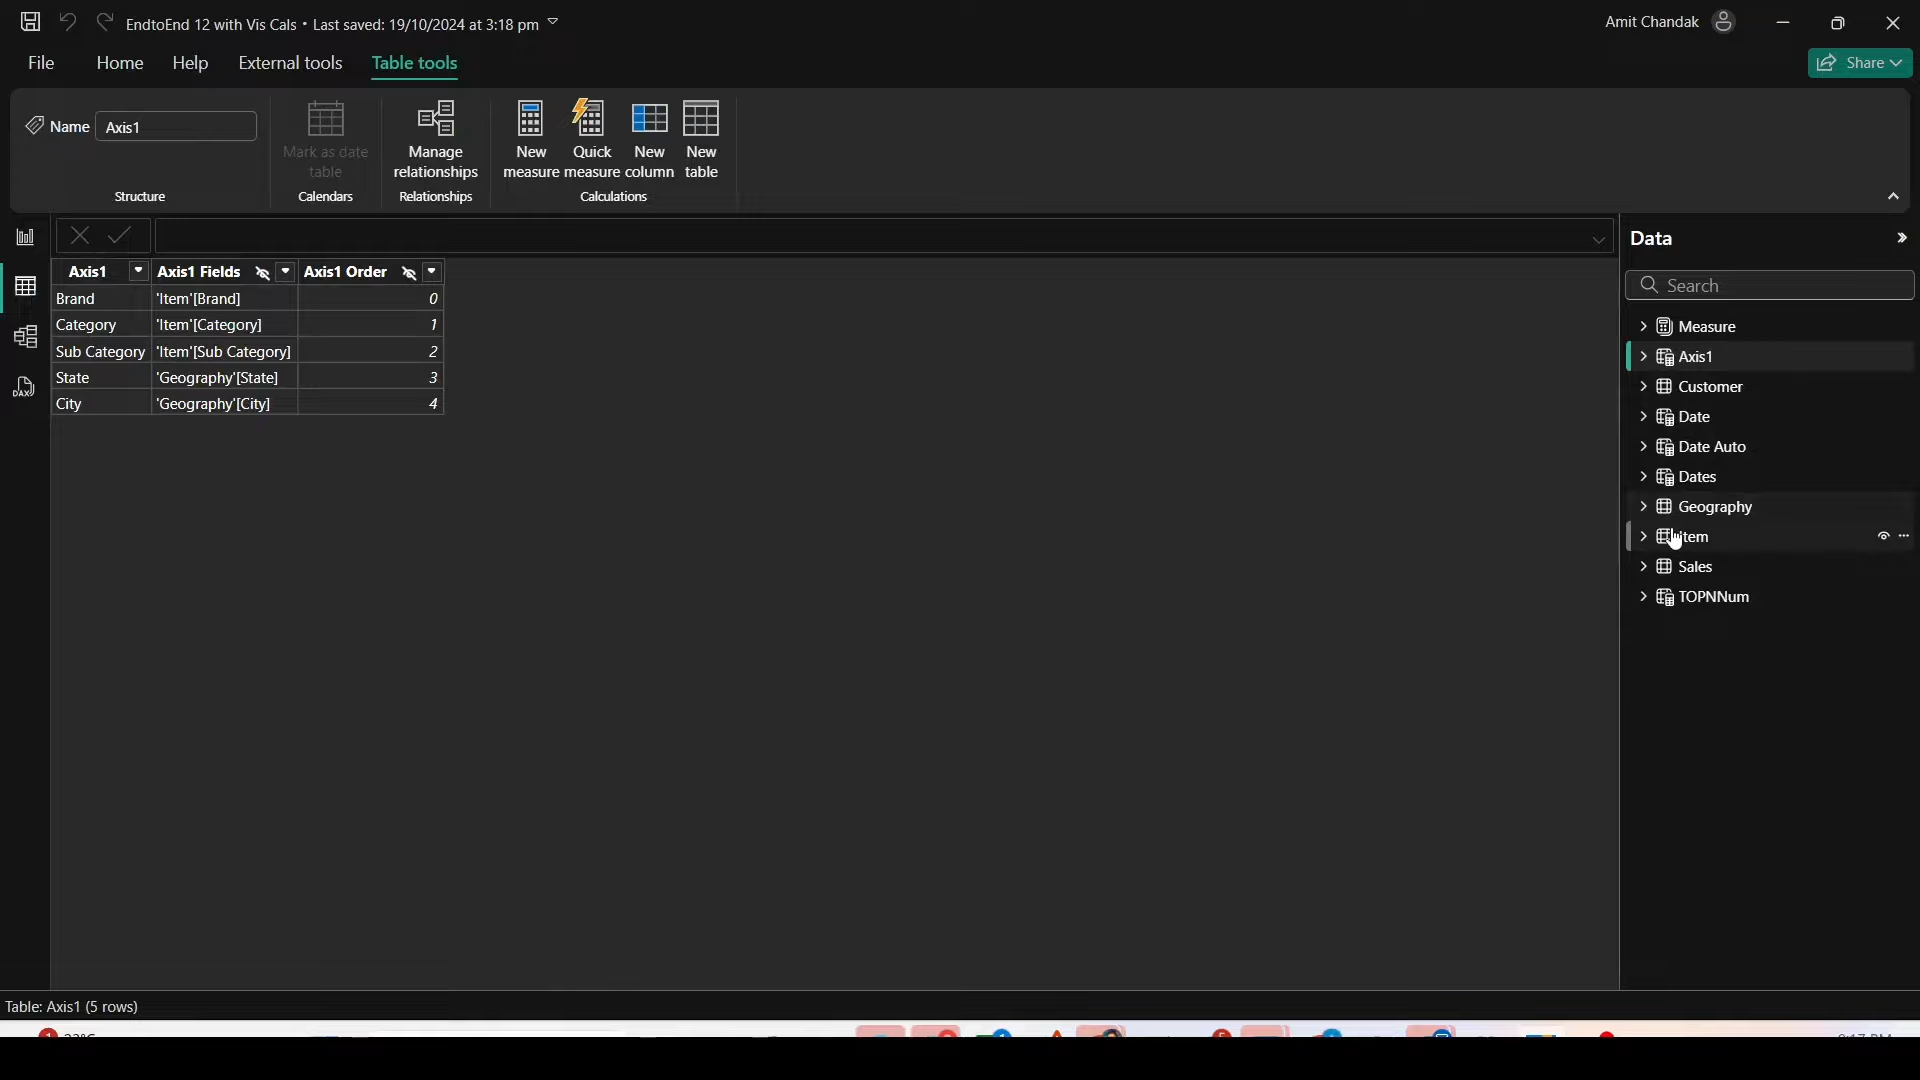 EndtoEnd 12 with Vis Cals • Last saved: 19/10/2024 at 3:18 pm
Amit Chandak
File Home Help External tools Table tools
Share
Name Axis1
Mark as date table
Manage relationships
New measure
Quick measure
New column
New table
Structure Calendars Relationships Calculations
Data
Search
Axis1 Axis1 Fields Axis1 Order
Brand 'Item'[Brand] 0
Category 'Item'[Category] 1
Sub Category 'Item'[Sub Category] 2
State 'Geography'[State] 3
City 'Geography'[City] 4
DAX
Measure
Axis1
Customer
Date
Date Auto
Dates
Geography
Item
Sales
TOPNNum
Table: Axis1 (5 rows)